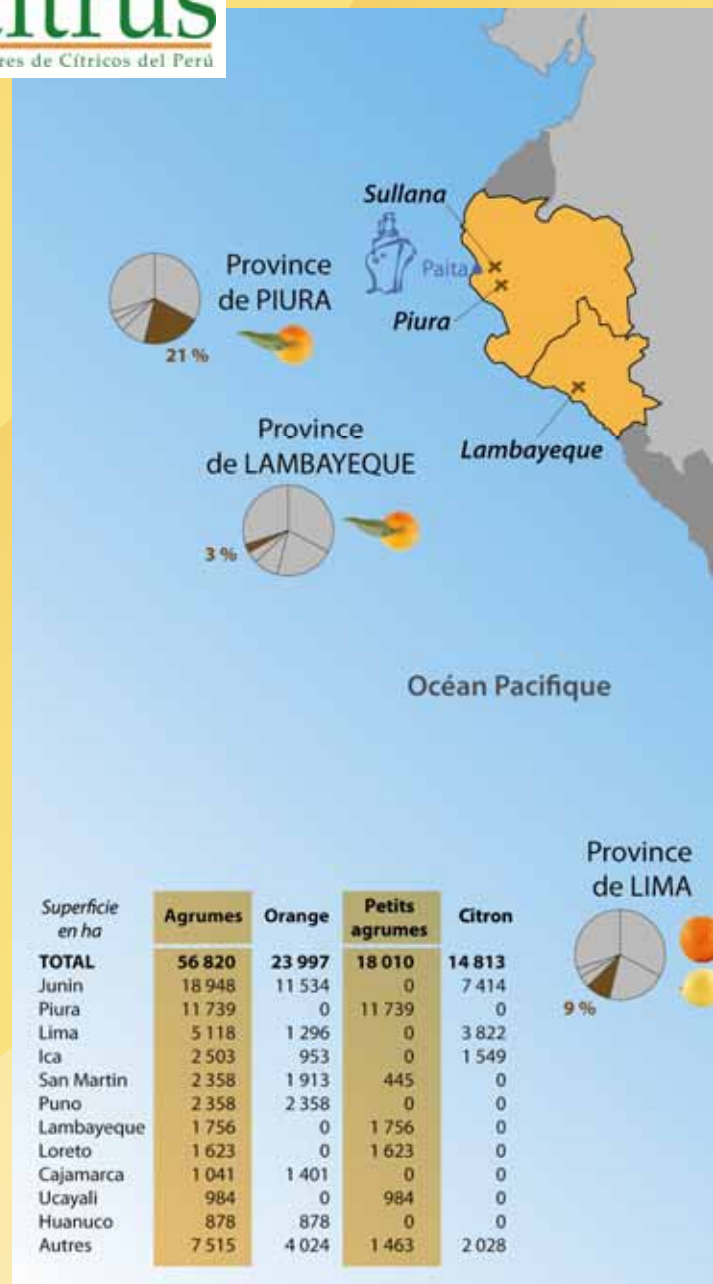 res de Cítricos del Perú
Sullana
Paita
Piura
Province
de PIURA
21 %
Province
de LAMBAYEQUE
3 %
Lambayeque
Océan Pacifique
Province
de LIMA
9 %
Superficie en ha Agrumes Orange Petits agrumes Citron
TOTAL 56 820 23 997 18 010 14 813
Junin 18 948 11 534 0 7 414
Piura 11 739 0 11 739 0
Lima 5 118 1 296 0 3 822
Ica 2 503 953 0 1 549
San Martin 2 358 1 913 445 0
Puno 2 358 2 358 0 0
Lambayeque 1 756 0 1 756 0
Loreto 1 623 0 1 623 0
Cajamarca 1 041 1 401 0 0
Ucayali 984 0 984 0
Huanuco 878 878 0 0
Autres 7 515 4 024 1 463 2 028